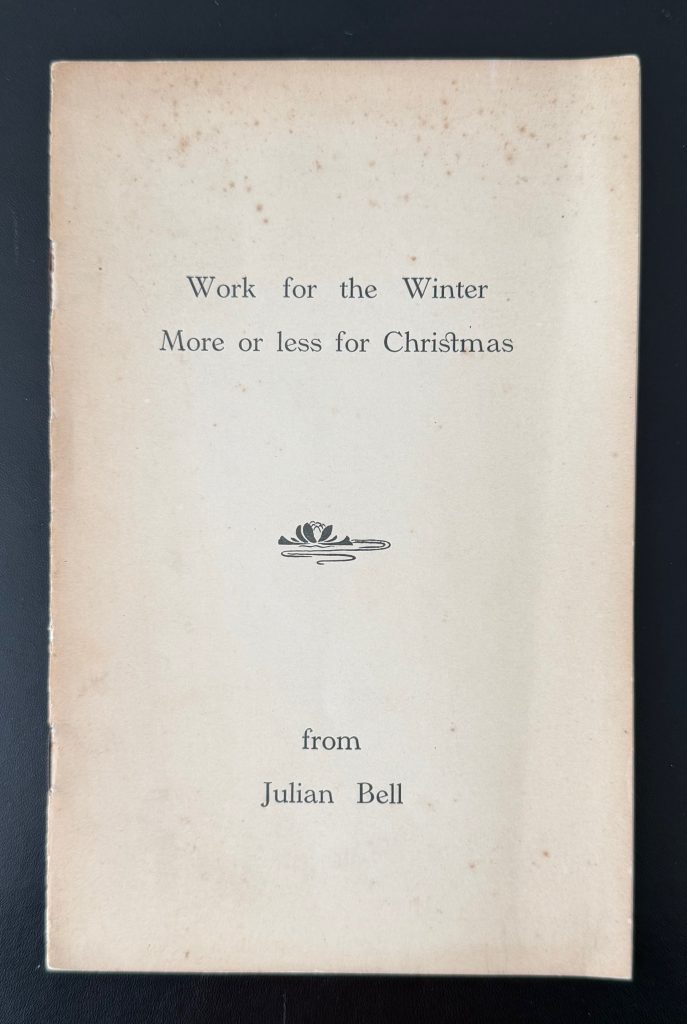 Work for the Winter
More or less for Christmas
from
Julian Bell